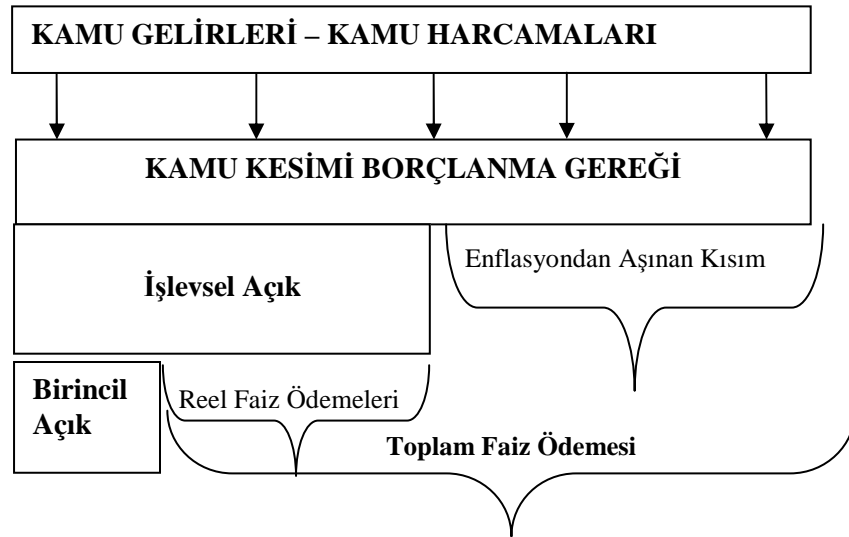 KAMU GELİRLERİ – KAMU HARCAMALARI
KAMU KESİMİ BORÇLANMA GEREĞİ
İşlevsel Açık
Enflasyondan Aşınan Kısım
Birincil
Açık
Reel Faiz Ödemeleri
Toplam Faiz Ödemesi